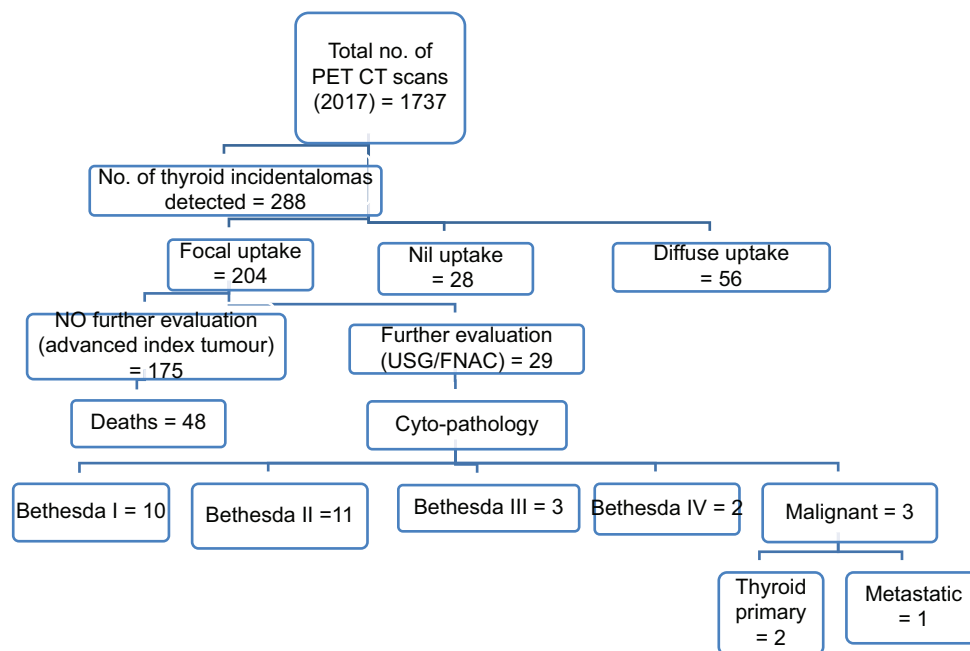 Total no. of
PET CT scans
(2017) = 1737
No. of thyroid incidentalomas
detected = 288
Focal uptake
= 204
Nil uptake
= 28
Diffuse uptake
= 56
NO further evaluation
(advanced index tumour)
= 175
Further evaluation
(USG/FNAC) = 29
Deaths = 48
Cyto-pathology
Bethesda I = 10
Bethesda II =11
Bethesda III = 3
Bethesda IV = 2
Malignant = 3
Thyroid
primary
= 2
Metastatic
= 1